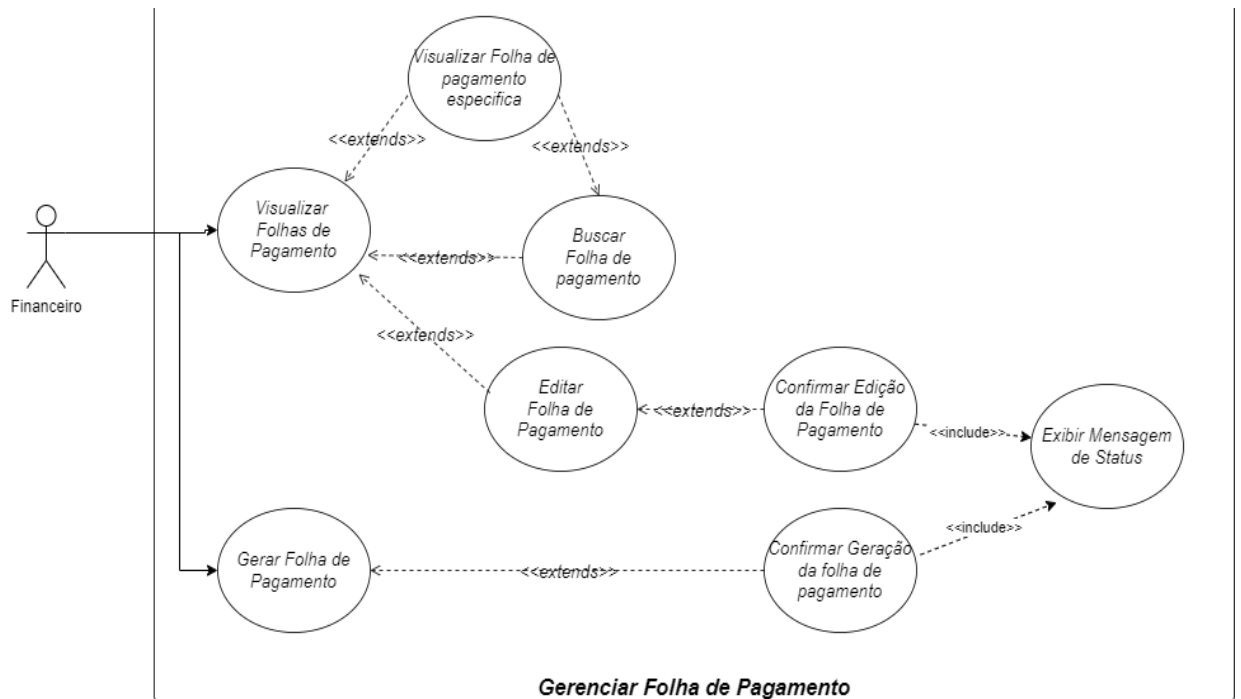 Visualizar Folha de
pagamento
especifica
<<extends>>
<<extends>>
Visualizar
Folhas de
Pagamento
Buscar
Folha de
pagamento
<<extends>>
Financeiro
<<extends>>
Editar
Folha de
Pagamento
<<extends>>
Confirmar Edição
da Folha de
Pagamento
<<include>>
Exibir Mensagem
de Status
Gerar Folha de
Pagamento
<<extends>>
Confirmar Geração
da folha de
pagamento
<<include>>
Gerenciar Folha de Pagamento